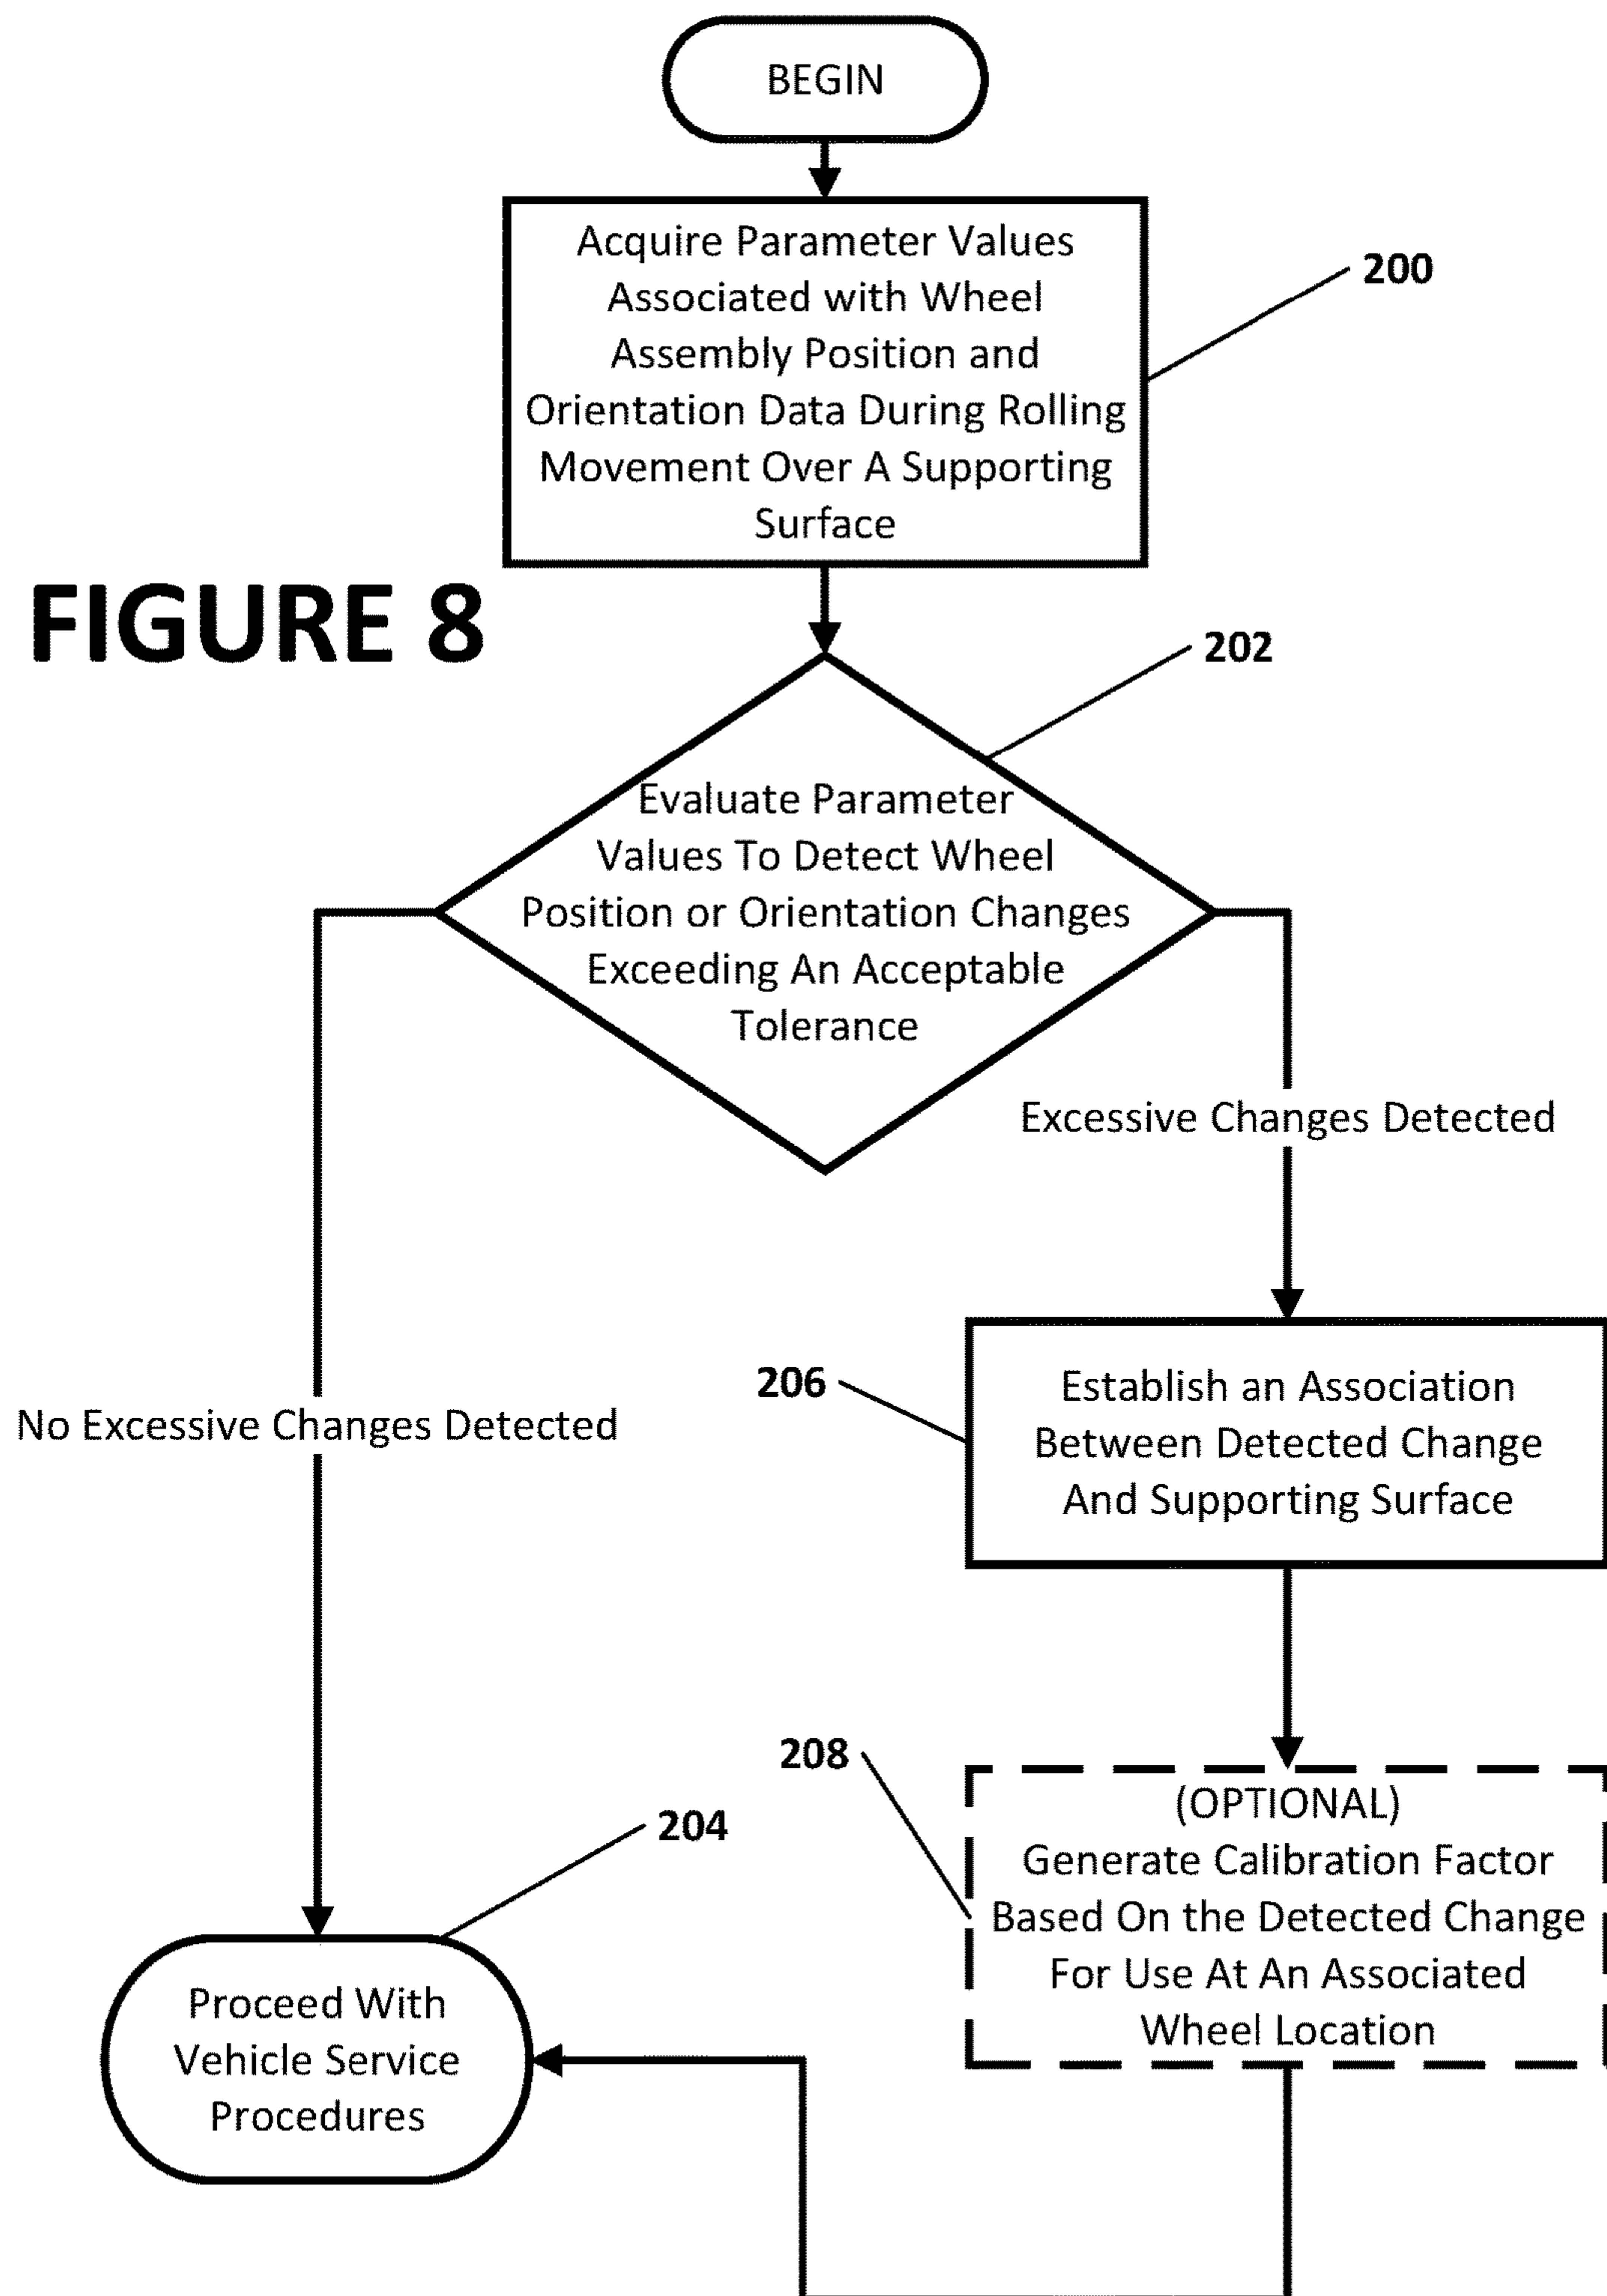 BEGIN
Acquire Parameter Values
Associated with Wheel
Assembly Position and
Orientation Data During Rolling
Movement Over A Supporting
Surface
200
FIGURE 8
202
Evaluate Parameter
Values To Detect Wheel
Position or Orientation Changes
Exceeding An Acceptable
Tolerance
Excessive Changes Detected
No Excessive Changes Detected
206
Establish an Association
Between Detected Change
And Supporting Surface
208
(OPTIONAL)
Generate Calibration Factor
Based On the Detected Change
For Use At An Associated
Wheel Location
204
Proceed With
Vehicle Service
Procedures